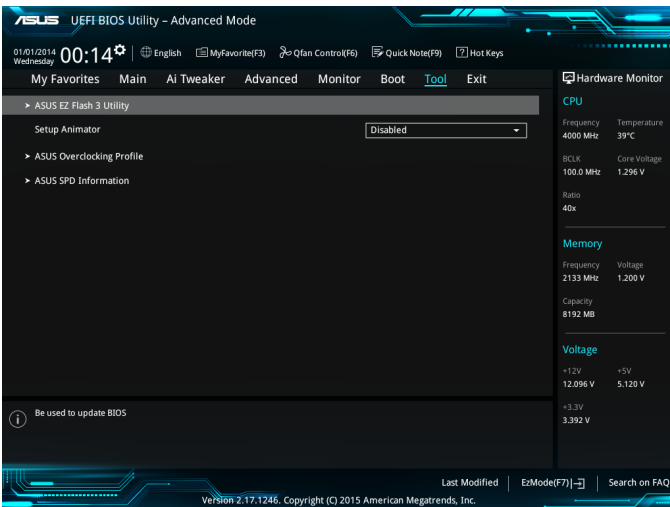 ASUS UEFI BIOS Utility – Advanced Mode
01/01/2014 Wednesday 00:14 English MyFavorite(F3) Qfan Control(F6) Quick Note(F9) ? Hot Keys
My Favorites Main Ai Tweaker Advanced Monitor Boot Tool Exit
Hardware Monitor
> ASUS EZ Flash 3 Utility
Setup Animator Disabled
> ASUS Overclocking Profile
> ASUS SPD Information
CPU
Frequency Temperature
4000 MHz 39°C
BCLK Core Voltage
100.0 MHz 1.296 V
Ratio
40x
Memory
Frequency Voltage
2133 MHz 1.200 V
Capacity
8192 MB
Voltage
+12V +5V
12.096 V 5.120 V
+3.3V
3.392 V
i Be used to update BIOS
Last Modified EzMode(F7) Search on FAQ
Version 2.17.1246. Copyright (C) 2015 American Megatrends, Inc.